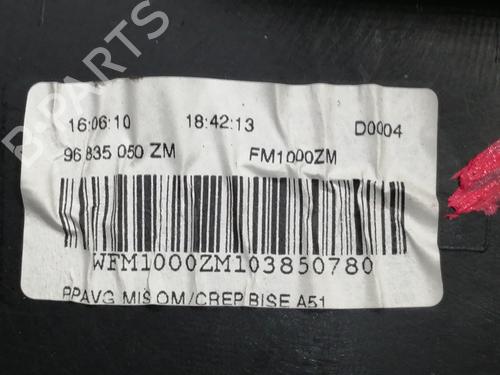 B-PARTS
16:06:10 18:42:13 D0004
96 835 050 ZM FM1000ZM
WFM1000ZM103850780
PPAVG MIS OM/CREP BISE A51